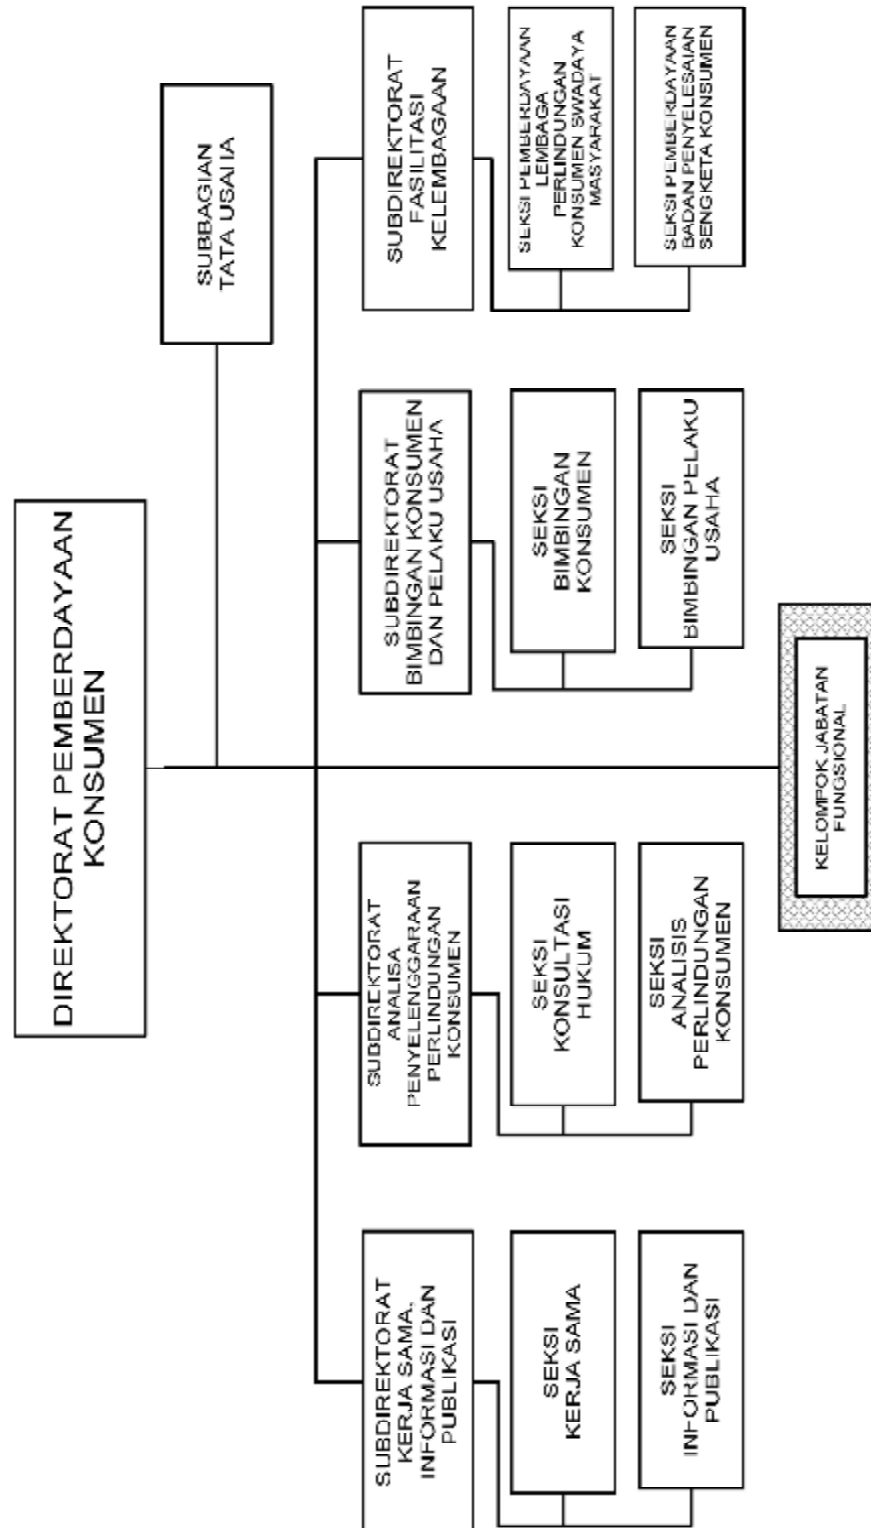 DIREKTORAT PEMBERDAYAAN
KONSUMEN
SUBBAGIAN
TATA USAHA
SUBDIREKTORAT
KERJA SAMA,
INFORMASI DAN
PUBLIKASI
SEKSI
KERJA SAMA
SEKSI
INFORMASI DAN
PUBLIKASI
SUBDIREKTORAT
ANALISA
PENYELENGGARAAN
PERLINDUNGAN
KONSUMEN
SEKSI
KONSULTASI
HUKUM
SEKSI
ANALISIS
PERLINDUNGAN
KONSUMEN
SUBDIREKTORAT
BIMBINGAN KONSUMEN
DAN PELAKU USAHA
SEKSI
BIMBINGAN
KONSUMEN
SEKSI
BIMBINGAN PELAKU
USAHA
SUBDIREKTORAT
FASILITASI
KELEMBAGAAN
SEKSI PEMBERDAYAAN
LEMBAGA
PERLINDUNGAN
KONSUMEN SWADAYA
MASYARAKAT
SEKSI PEMBERDAYAAN
BADAN PENYELESAIAN
SENGKETA KONSUMEN
KELOMPOK JABATAN
FUNGSIONAL